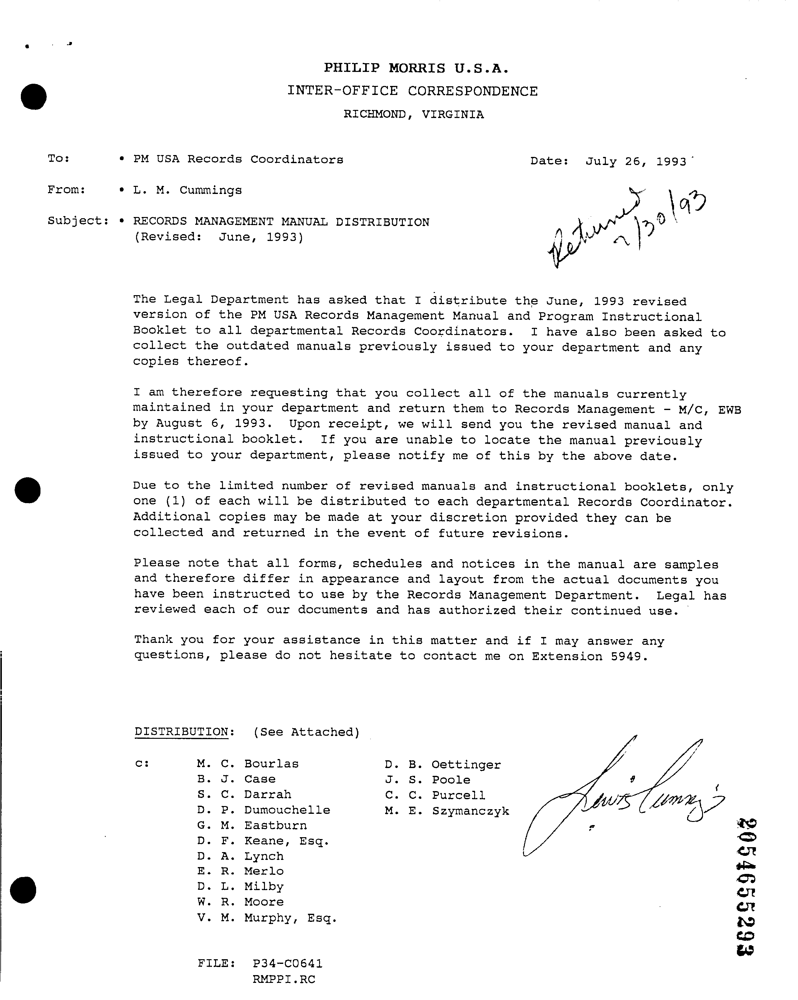 PHILIP MORRIS U.S.A.
INTER-OFFICE CORRESPONDENCE
RICHMOND, VIRGINIA
To: • PM USA Records Coordinators Date: July 26, 1993
From: • L. M. Cummings
Subject: • RECORDS MANAGEMENT MANUAL DISTRIBUTION
(Revised: June, 1993)
Returned
7/30/93
The Legal Department has asked that I distribute the June, 1993 revised
version of the PM USA Records Management Manual and Program Instructional
Booklet to all departmental Records Coordinators. I have also been asked to
collect the outdated manuals previously issued to your department and any
copies thereof.
I am therefore requesting that you collect all of the manuals currently
maintained in your department and return them to Records Management - M/C, EWB
by August 6, 1993. Upon receipt, we will send you the revised manual and
instructional booklet. If you are unable to locate the manual previously
issued to your department, please notify me of this by the above date.
Due to the limited number of revised manuals and instructional booklets, only
one (1) of each will be distributed to each departmental Records Coordinator.
Additional copies may be made at your discretion provided they can be
collected and returned in the event of future revisions.
Please note that all forms, schedules and notices in the manual are samples
and therefore differ in appearance and layout from the actual documents you
have been instructed to use by the Records Management Department. Legal has
reviewed each of our documents and has authorized their continued use.
Thank you for your assistance in this matter and if I may answer any
questions, please do not hesitate to contact me on Extension 5949.
DISTRIBUTION: (See Attached)
c: M. C. Bourlas D. B. Oettinger
B. J. Case J. S. Poole
S. C. Darrah C. C. Purcell
D. P. Dumouchelle M. E. Szymanczyk
G. M. Eastburn
D. F. Keane, Esq.
D. A. Lynch
E. R. Merlo
D. L. Milby
W. R. Moore
V. M. Murphy, Esq.
Lewis Cummings
FILE: P34-C0641
RMPPI.RC
2054655293